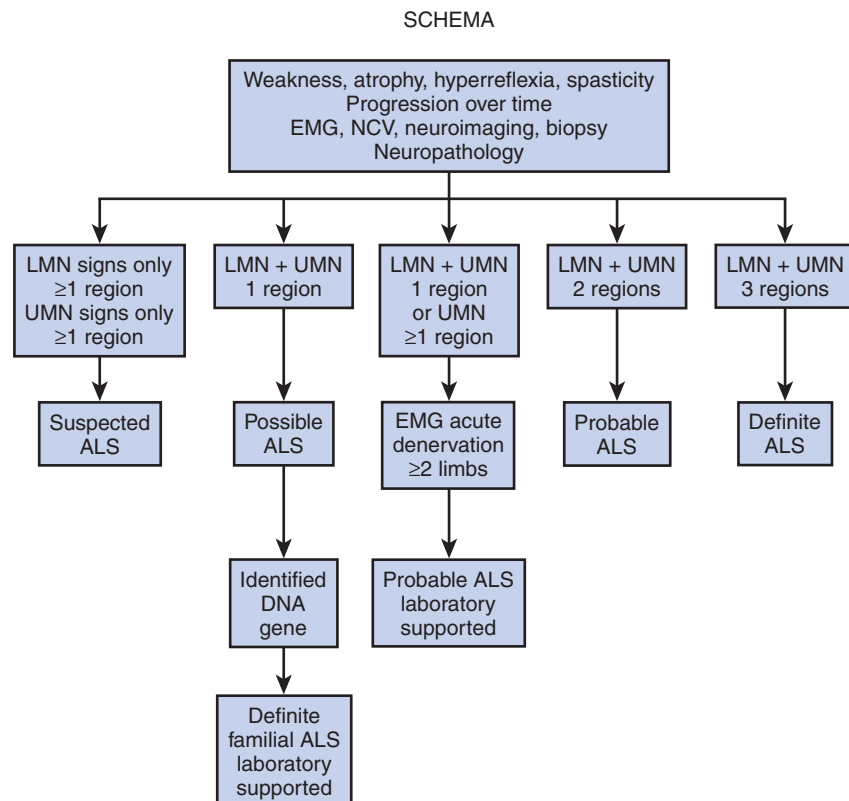 SCHEMA
Weakness, atrophy, hyperreflexia, spasticity
Progression over time
EMG, NCV, neuroimaging, biopsy
Neuropathology
LMN signs only
≥1 region
UMN signs only
≥1 region
LMN + UMN
1 region
LMN + UMN
1 region
or UMN
≥1 region
LMN + UMN
2 regions
LMN + UMN
3 regions
Suspected
ALS
Possible
ALS
EMG acute
denervation
≥2 limbs
Probable
ALS
Definite
ALS
Identified
DNA
gene
Probable ALS
laboratory
supported
Definite
familial ALS
laboratory
supported